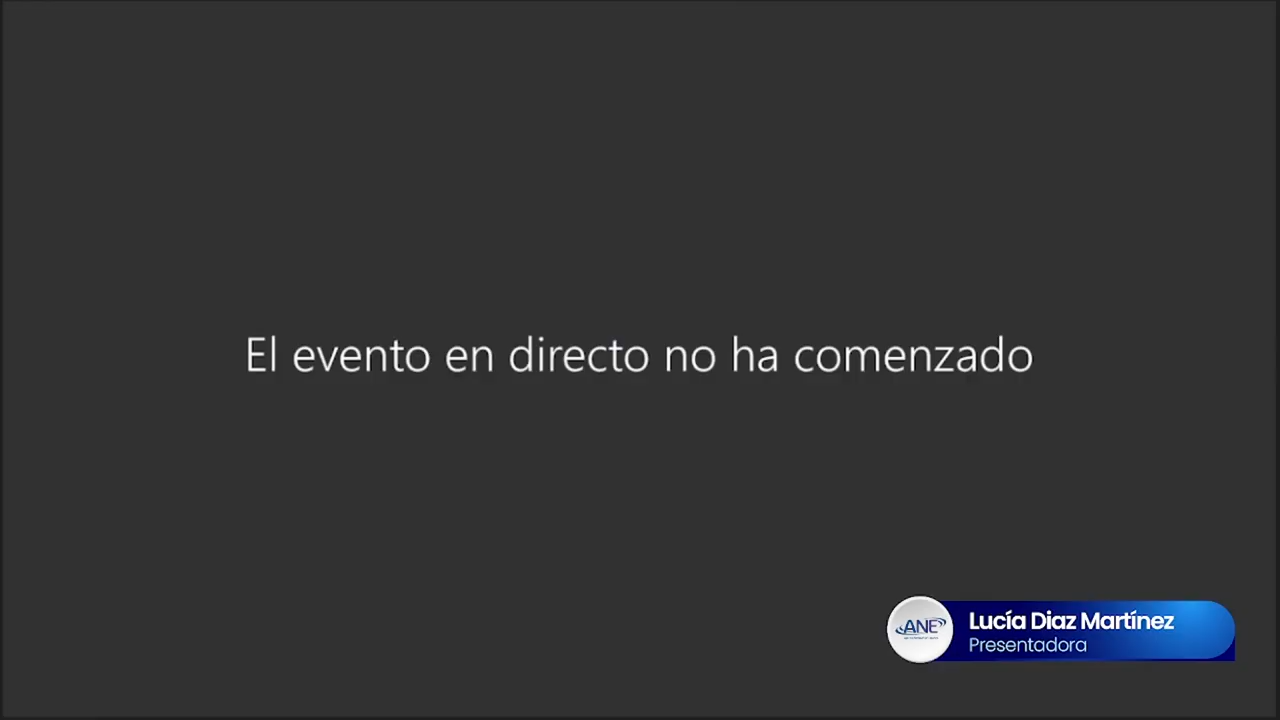 El evento en directo no ha comenzado
ANE
Lucía Diaz Martínez
Presentadora